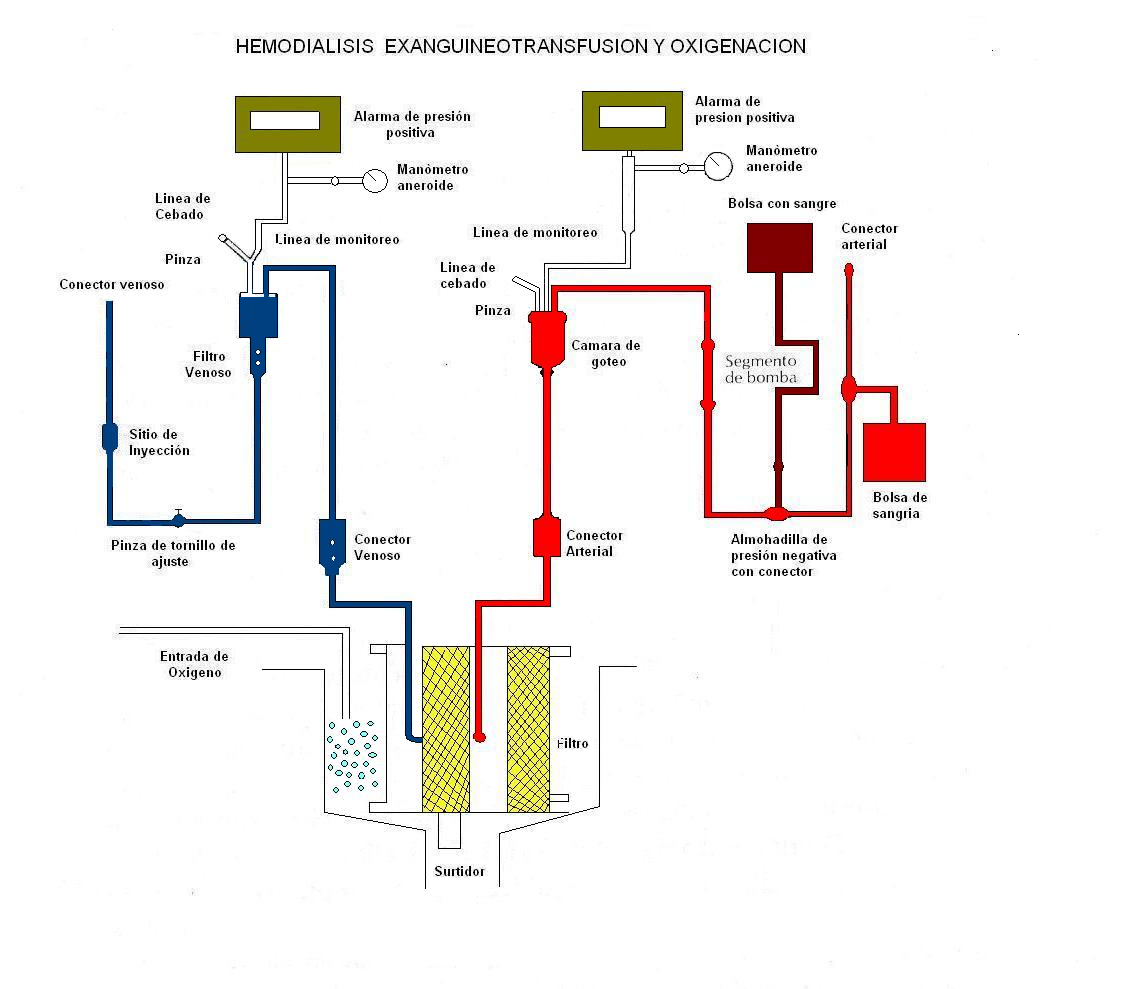 HEMODIALISIS EXANGUINEOTRANSFUSION Y OXIGENACION
Alarma de presión
positiva
Alarma de
presion positiva
Manómetro
aneroide
Manómetro
aneroide
Linea de
Cebado
Linea de monitoreo
Pinza
Linea de monitoreo
Bolsa con sangre
Conector
arterial
Conector venoso
Linea de
cebado
Pinza
Filtro
Venoso
Camara de
goteo
Segmento
de bomba
Sitio de
Inyección
Bolsa de
sangria
Pinza de tornillo de
ajuste
Conector
Venoso
Conector
Arterial
Almohadilla de
presión negativa
con conector
Entrada de
Oxigeno
Filtro
Surtidor